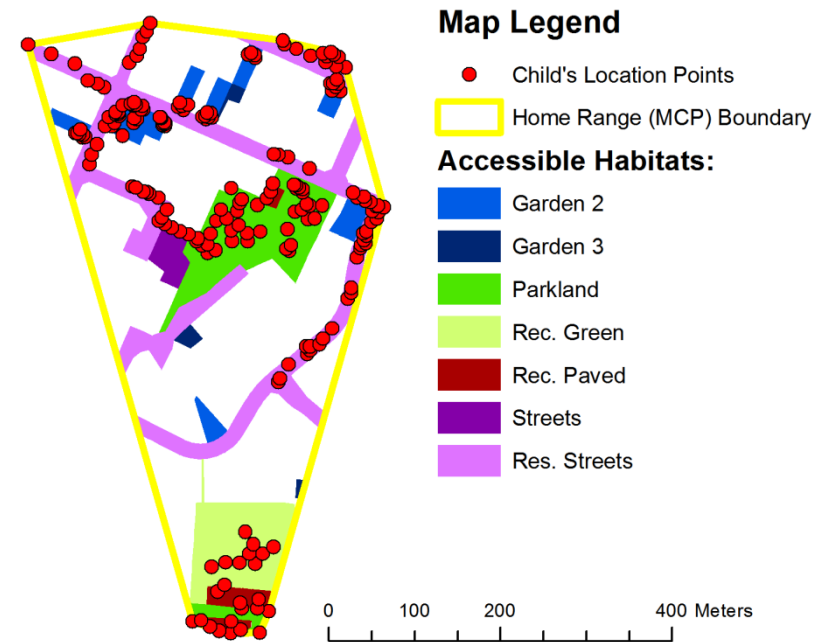 Map Legend
Child's Location Points
Home Range (MCP) Boundary
Accessible Habitats:
Garden 2
Garden 3
Parkland
Rec. Green
Rec. Paved
Streets
Res. Streets
0 100 200 400 Meters